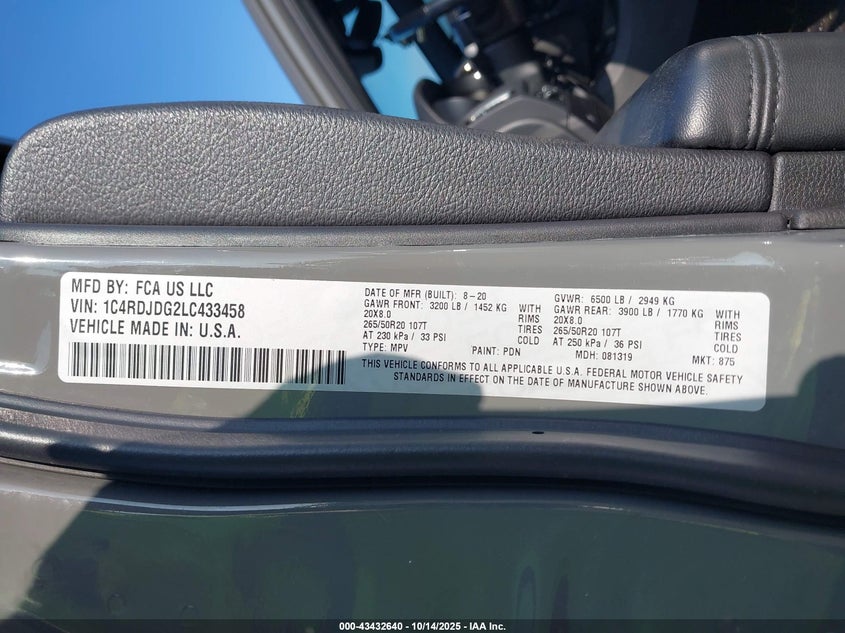 MFD BY: FCA US LLC
VIN: 1C4RDJDG2LC433458
VEHICLE MADE IN: U.S.A.
DATE OF MFR (BUILT): 8-20
GAWR FRONT: 3200 LB / 1452 KG
20X8.0
265/50R20 107T
AT 230 kPa / 33 PSI
TYPE: MPV
RIMS
TIRES
COLD
PAINT: PDN
GVWR: 6500 LB / 2949 KG
GAWR REAR: 3900 LB / 1770 KG
WITH
20X8.0
RIMS
265/50R20 107T
TIRES
AT 250 kPa / 36 PSI
COLD
MDH: 081319
MKT: 875
THIS VEHICLE CONFORMS TO ALL APPLICABLE U.S.A. FEDERAL MOTOR VEHICLE SAFETY
STANDARDS IN EFFECT ON THE DATE OF MANUFACTURE SHOWN ABOVE.
000-43432640 - 10/14/2025 - IAA Inc.